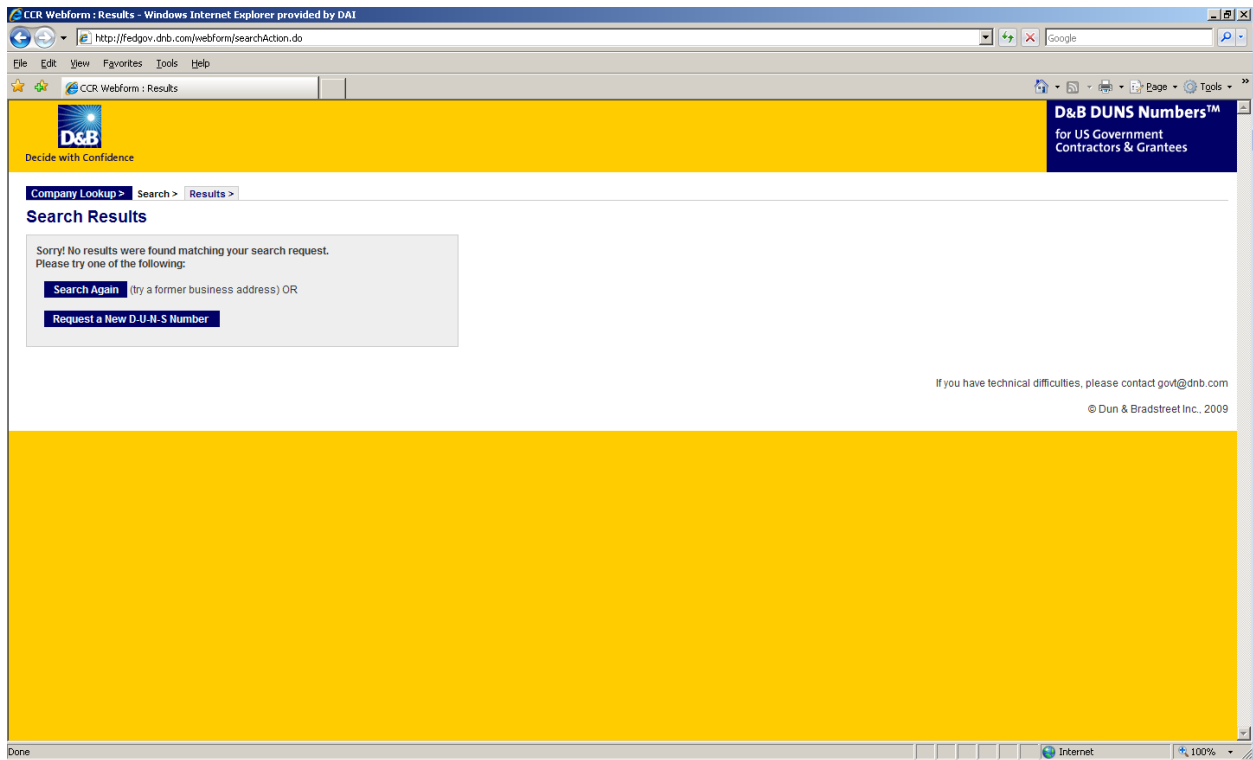 CCR Webform : Results - Windows Internet Explorer provided by DAI
http://fedgov.dnb.com/webform/searchAction.do
Google
File Edit View Favorites Tools Help
CCR Webform : Results
Page Tools »
D&B
Decide with Confidence
D&B DUNS Numbers™
for US Government
Contractors & Grantees
Company Lookup > Search > Results >
Search Results
Sorry! No results were found matching your search request.
Please try one of the following:
Search Again (try a former business address) OR
Request a New D-U-N-S Number
If you have technical difficulties, please contact govt@dnb.com
© Dun & Bradstreet Inc., 2009
Done Internet 100%